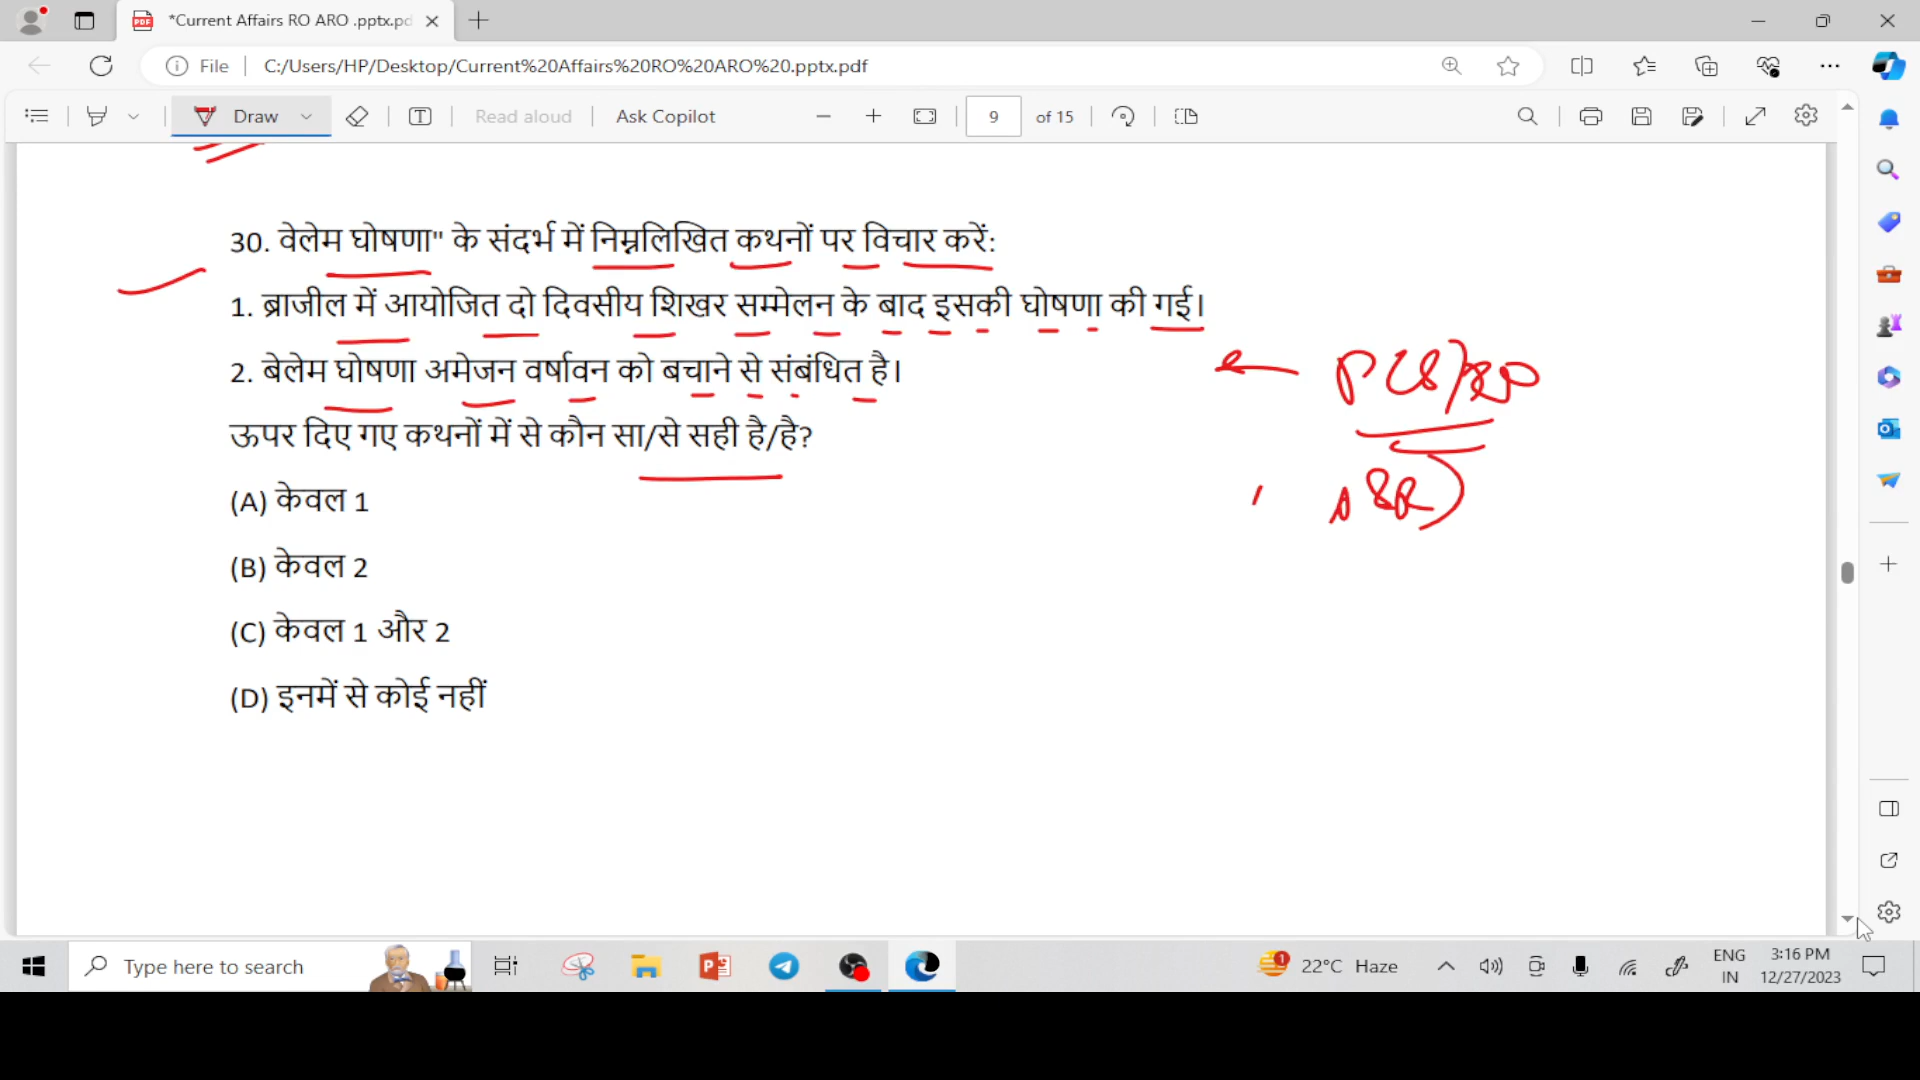 *Current Affairs RO ARO .pptx.pd
File
C:/Users/HP/Desktop/Current%20Affairs%20RO%20ARO%20.pptx.pdf
Draw
Read aloud
Ask Copilot
9 of 15
30. वेलेम घोषणा" के संदर्भ में निम्नलिखित कथनों पर विचार करें:
1. ब्राजील में आयोजित दो दिवसीय शिखर सम्मेलन के बाद इसकी घोषणा की गई।
2. बेलेम घोषणा अमेजन वर्षावन को बचाने से संबंधित है।
ऊपर दिए गए कथनों में से कौन सा/से सही है/है?
(A) केवल 1
(B) केवल 2
(C) केवल 1 और 2
(D) इनमें से कोई नहीं
Type here to search
22°C Haze
ENG
IN
3:16 PM
12/27/2023